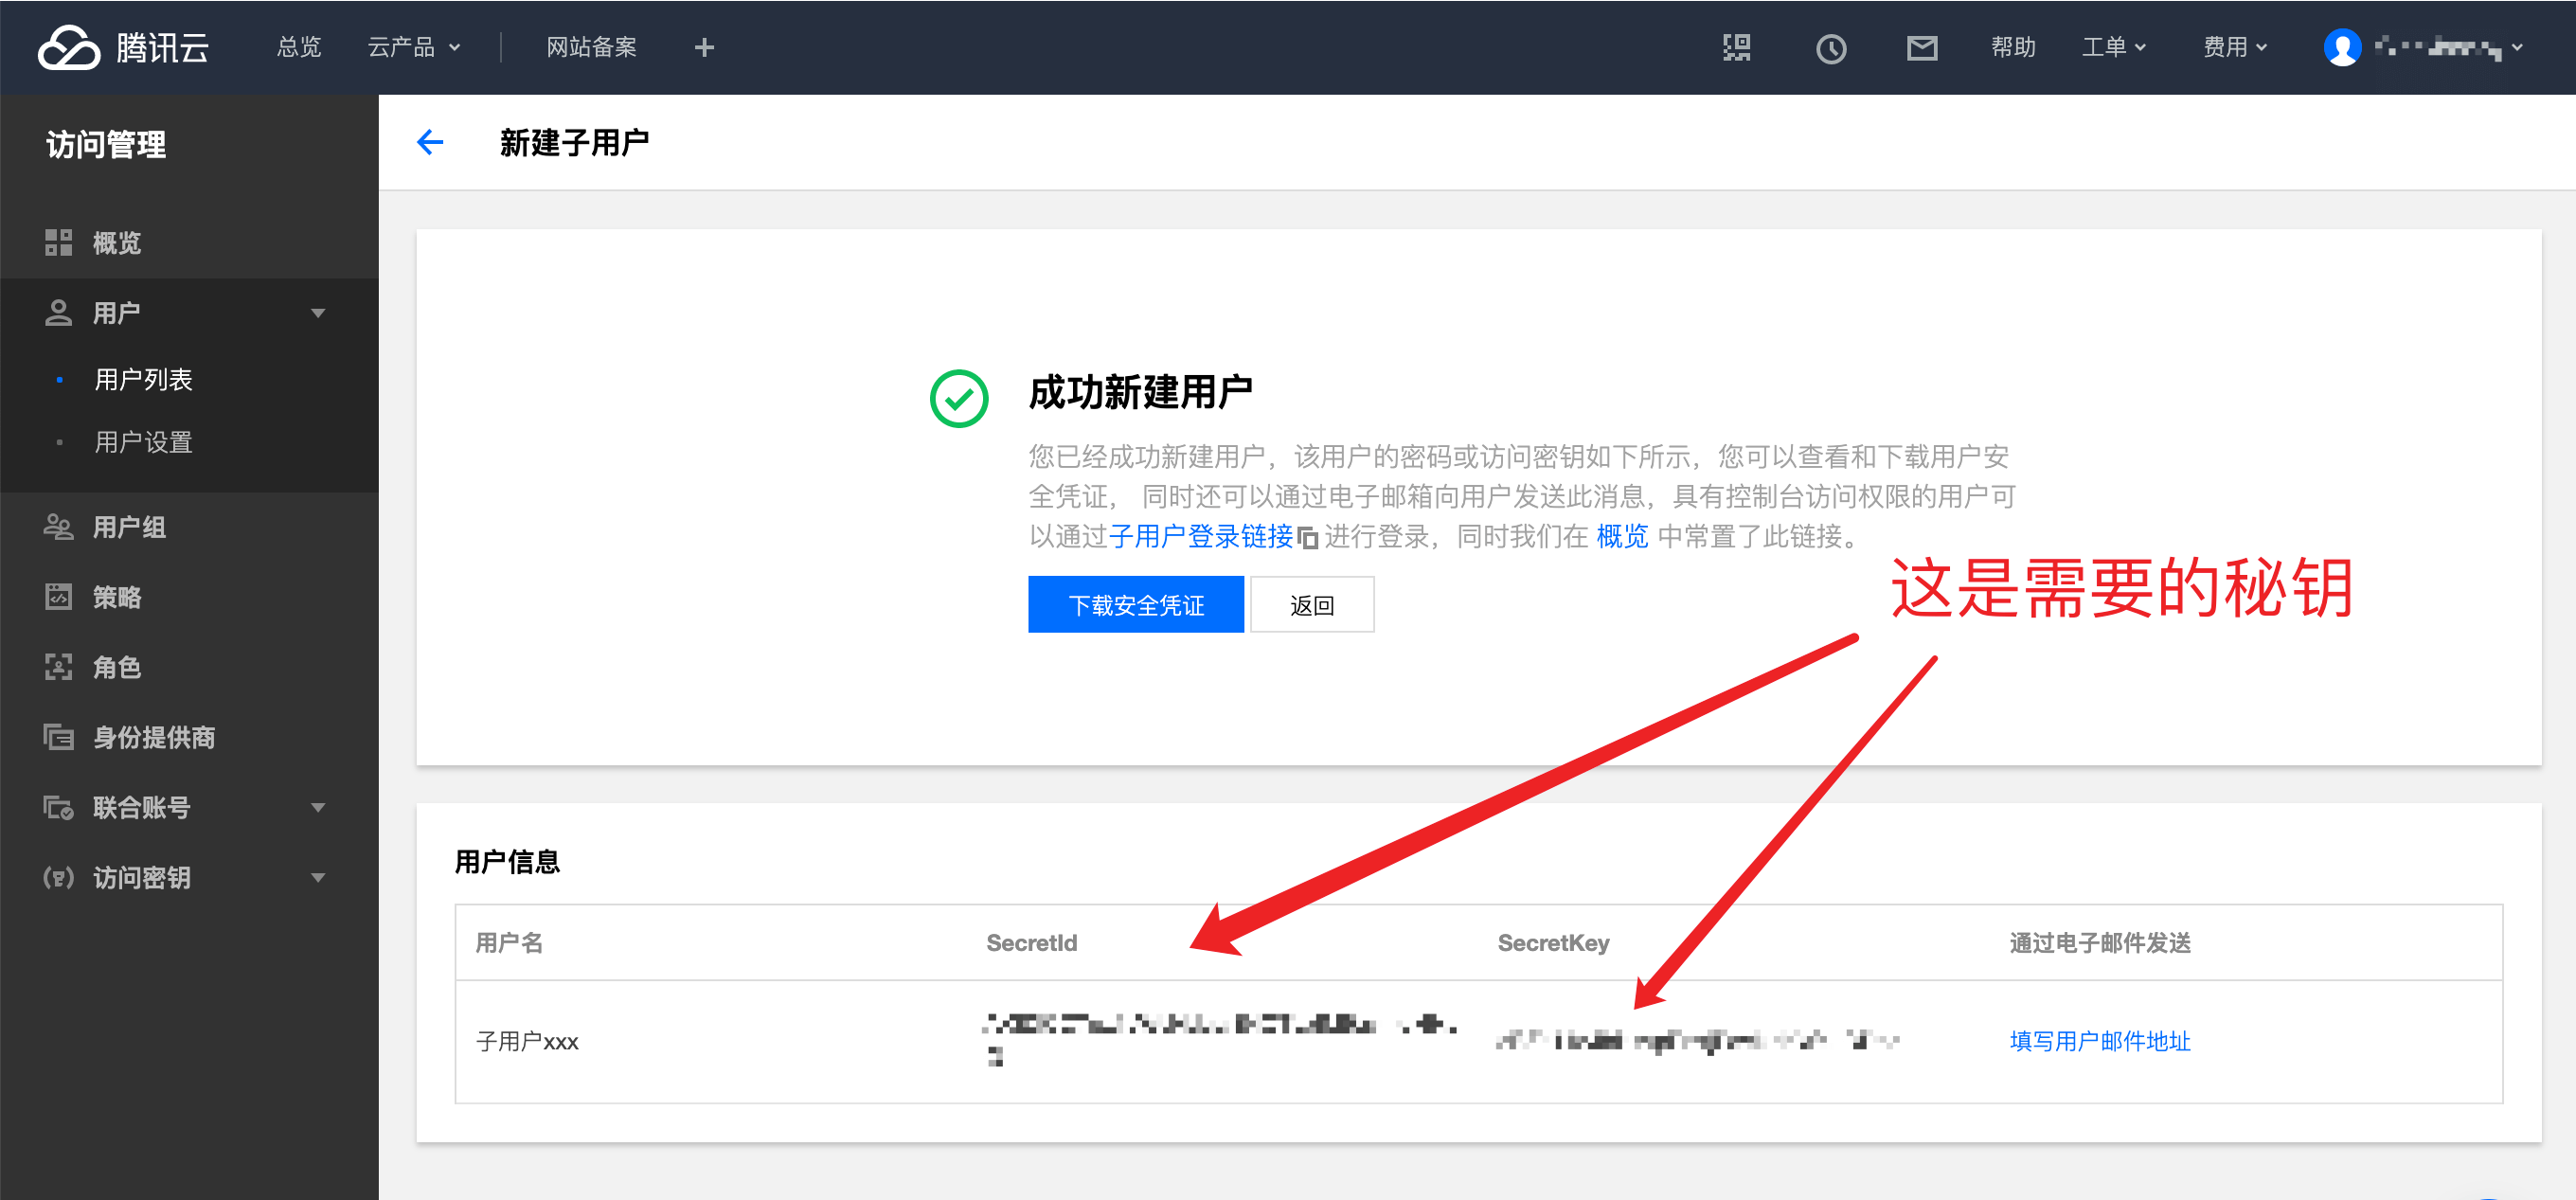 腾讯云
总览
云产品
网站备案
帮助
工单
费用
访问管理
概览
用户
用户列表
用户设置
用户组
策略
角色
身份提供商
联合账号
访问密钥
新建子用户
成功新建用户
您已经成功新建用户，该用户的密码或访问密钥如下所示，您可以查看和下载用户安
全凭证， 同时还可以通过电子邮箱向用户发送此消息，具有控制台访问权限的用户可
以通过子用户登录链接 进行登录，同时我们在 概览 中常置了此链接。
下载安全凭证
返回
这是需要的秘钥
用户信息
用户名 SecretId SecretKey 通过电子邮件发送
子用户xxx 填写用户邮件地址